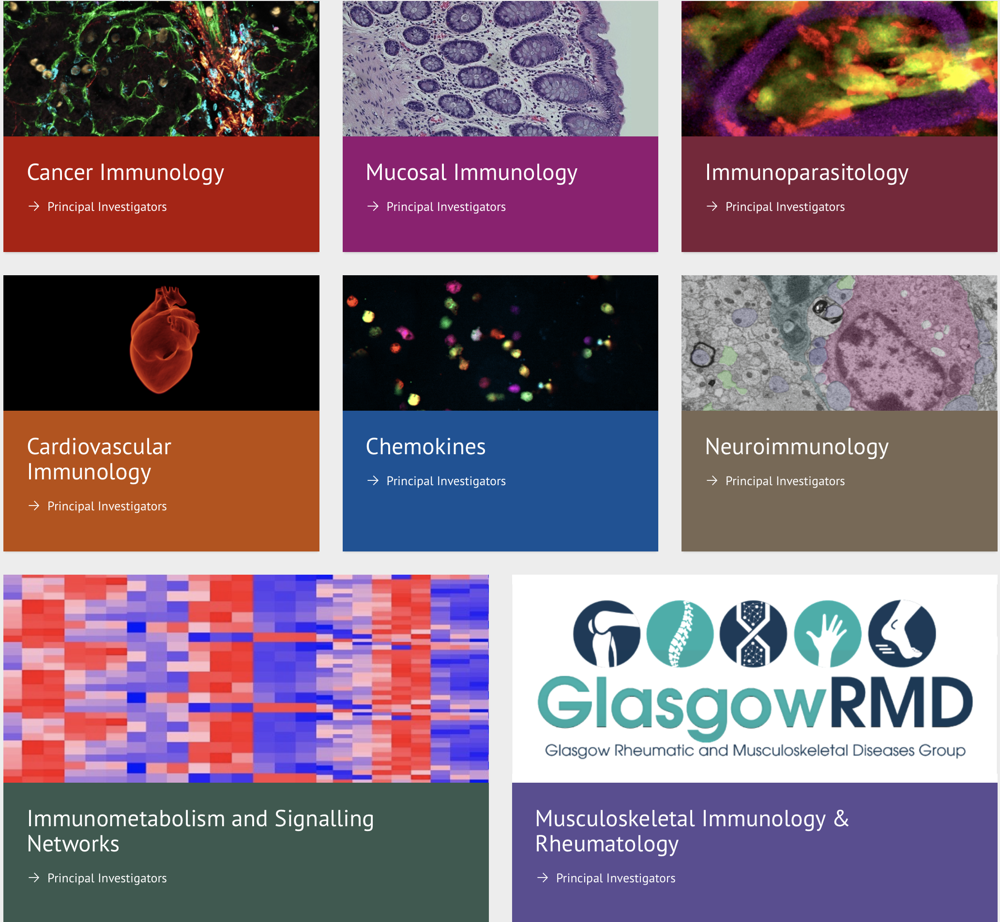 Cancer Immunology
→ Principal Investigators
Mucosal Immunology
→ Principal Investigators
Immunoparasitology
→ Principal Investigators
Cardiovascular
Immunology
→ Principal Investigators
Chemokines
→ Principal Investigators
Neuroimmunology
→ Principal Investigators
Immunometabolism and Signalling
Networks
→ Principal Investigators
GlasgowRMD
Glasgow Rheumatic and Musculoskeletal Diseases Group
Musculoskeletal Immunology &
Rheumatology
→ Principal Investigators